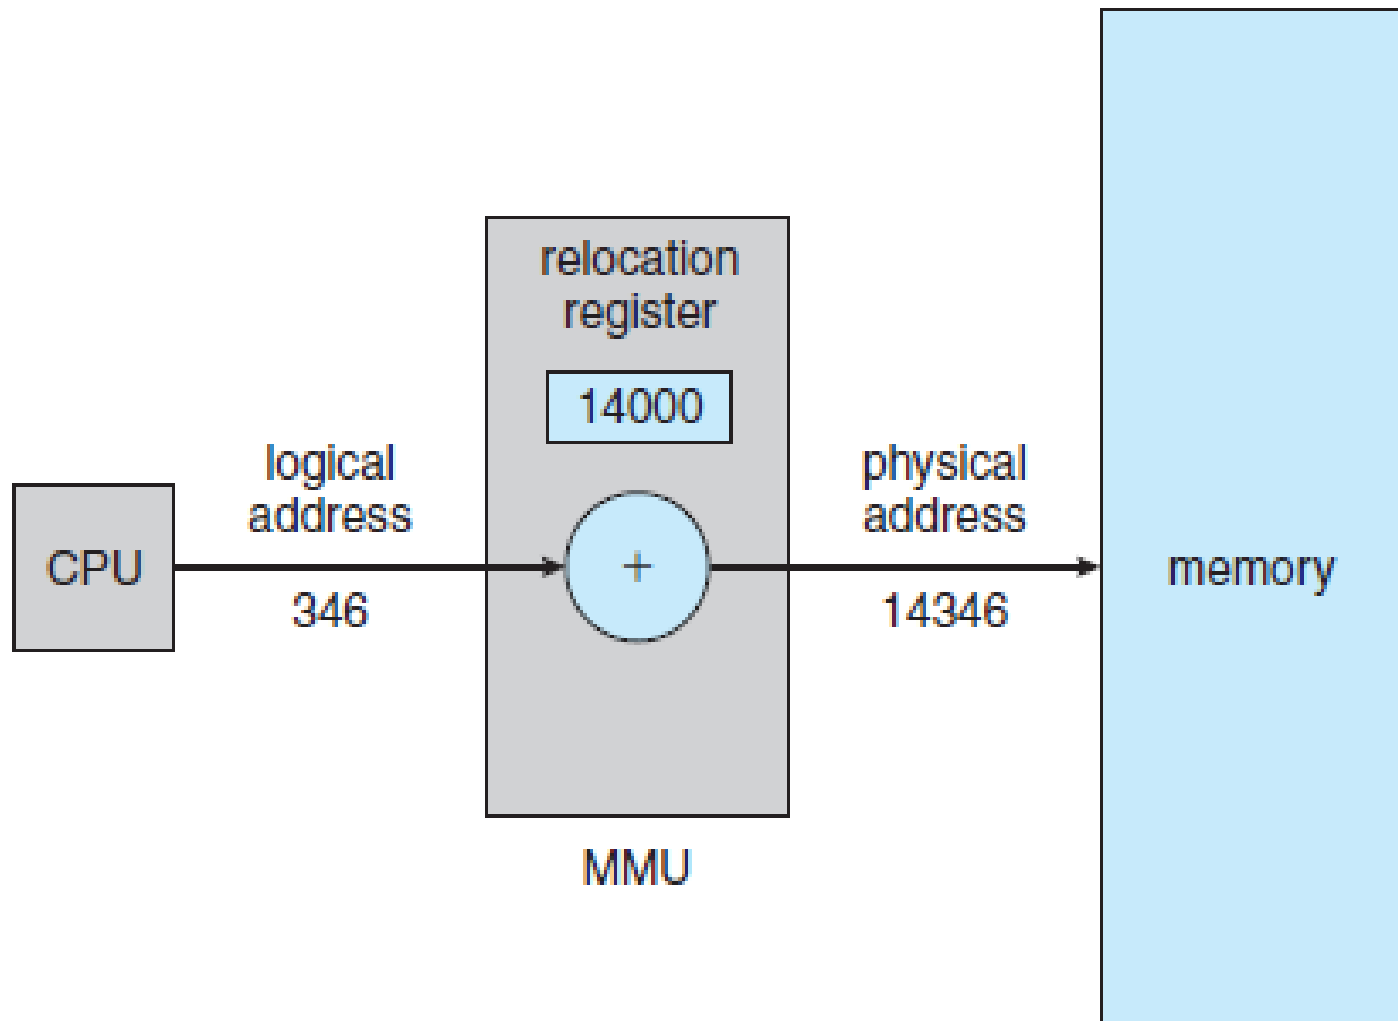 relocation
register
14000
logical
address
physical
address
CPU
+
memory
346
14346
MMU